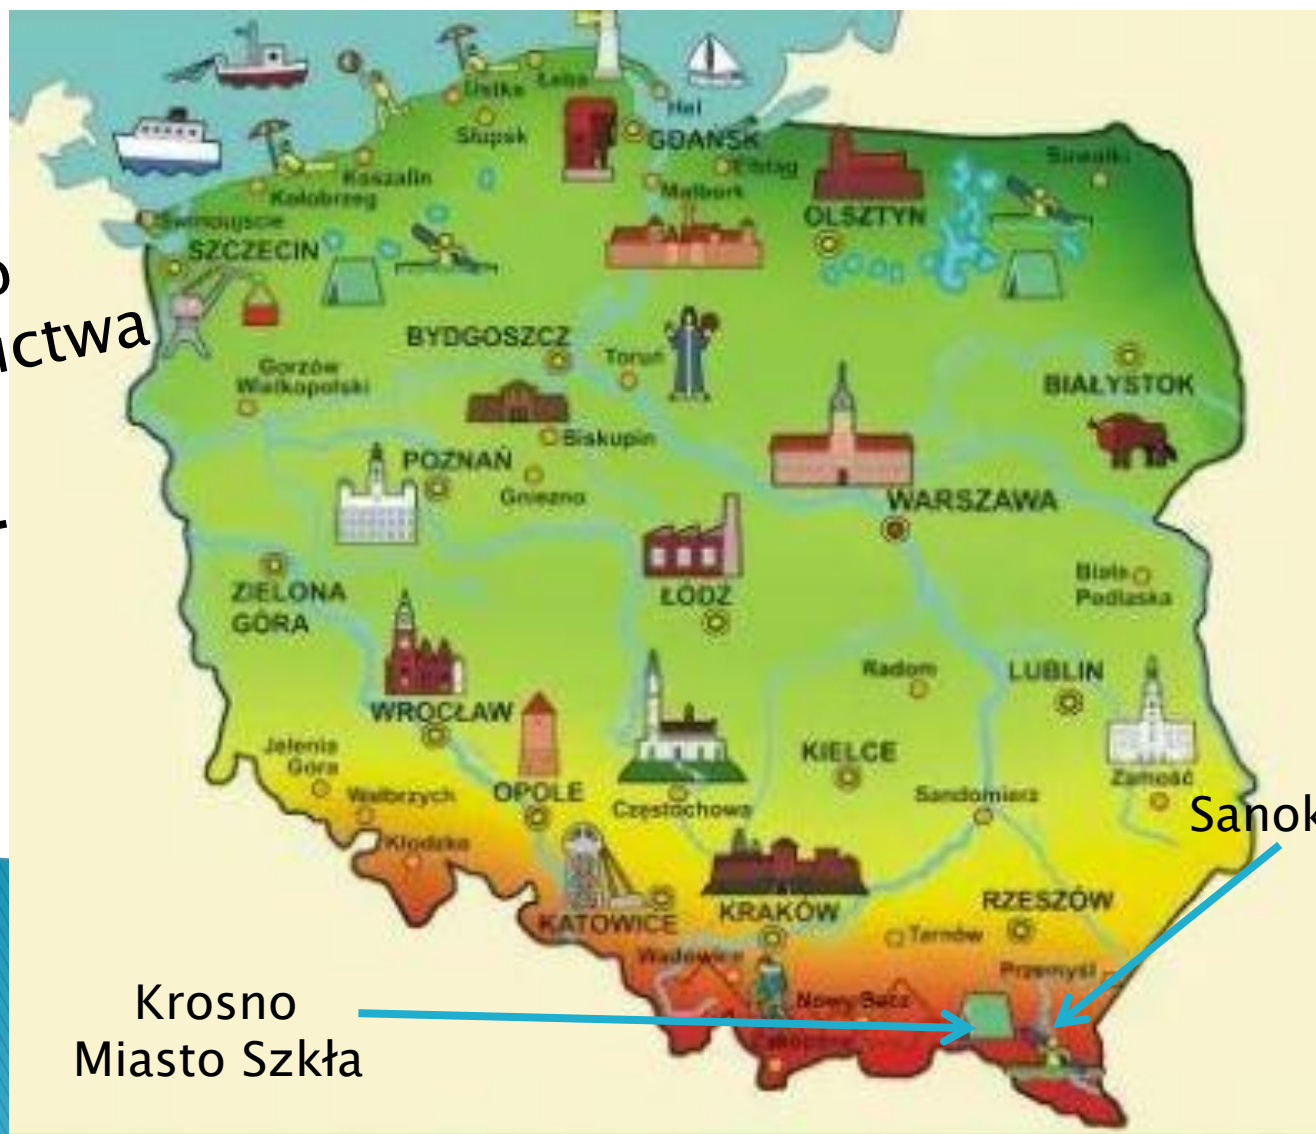 Ustka
Łeba
Hel
Słupsk
GDAŃSK
Elbląg
Suwałki
Koszalin
Malbork
Kołobrzeg
OLSZTYN
Świnoujście
SZCZECIN
ctwa
BYDGOSZCZ
Toruń
Gorzów
Wielkopolski
BIAŁYSTOK
Biskupin
POZNAŃ
Gniezno
WARSZAWA
ZIELONA
GÓRA
ŁÓDŹ
Biała
Podlaska
Radom
LUBLIN
WROCŁAW
Jelenia
Góra
KIELCE
Zamość
Wałbrzych
OPOLE
Częstochowa
Sandomierz
Sanok
Kłodzko
KATOWICE
KRAKÓW
RZESZÓW
Tarnów
Wadowice
Przemyśl
Nowy Sącz
Zakopane
Krosno
Miasto Szkła